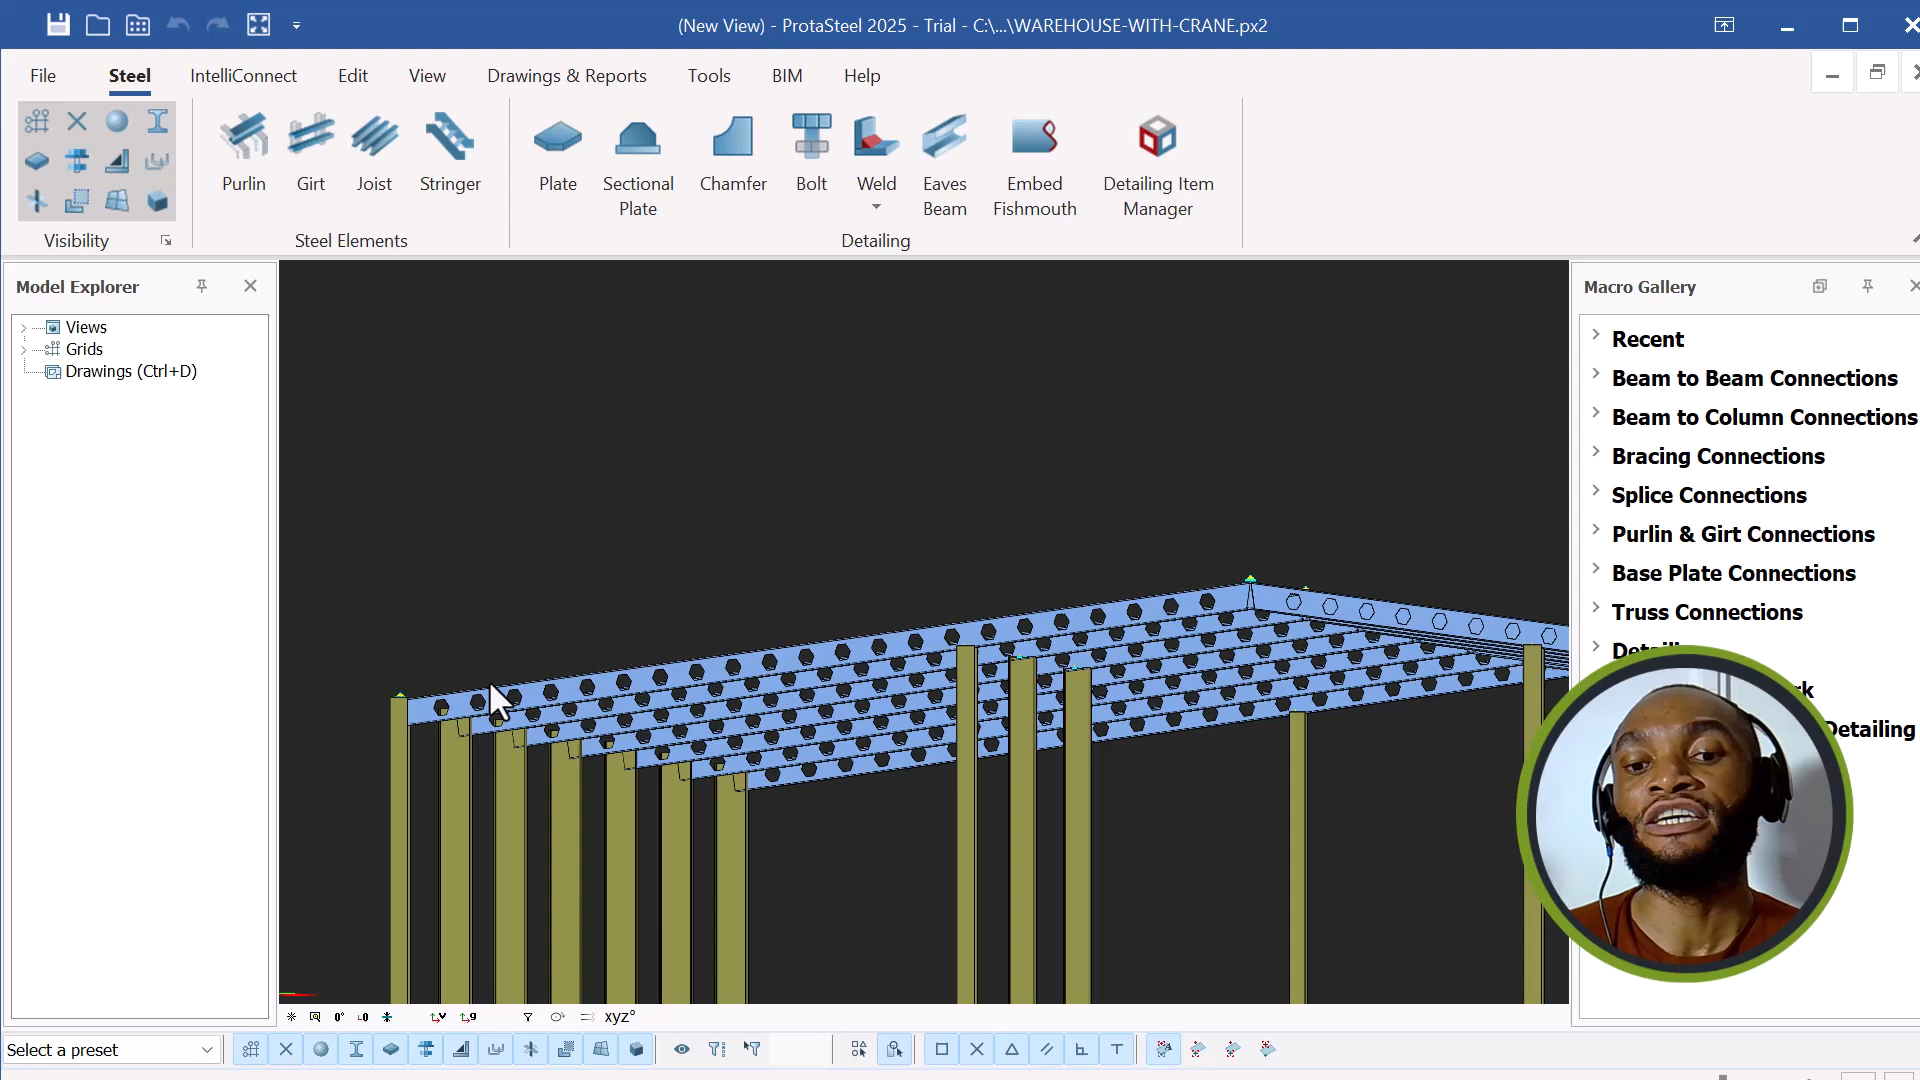 (New View) - ProtaSteel 2025 - Trial - C:\...\WAREHOUSE-WITH-CRANE.px2
File
Steel
IntelliConnect
Edit
View
Drawings & Reports
Tools
BIM
Help
Purlin
Girt
Joist
Stringer
Plate
Sectional
Plate
Chamfer
Bolt
Weld
Eaves
Beam
Embed
Fishmouth
Detailing Item
Manager
Visibility
Steel Elements
Detailing
Model Explorer
Views
Grids
Drawings (Ctrl+D)
Macro Gallery
Recent
Beam to Beam Connections
Beam to Column Connections
Bracing Connections
Splice Connections
Purlin & Girt Connections
Base Plate Connections
Truss Connections
Detailing
xyz°
Select a preset